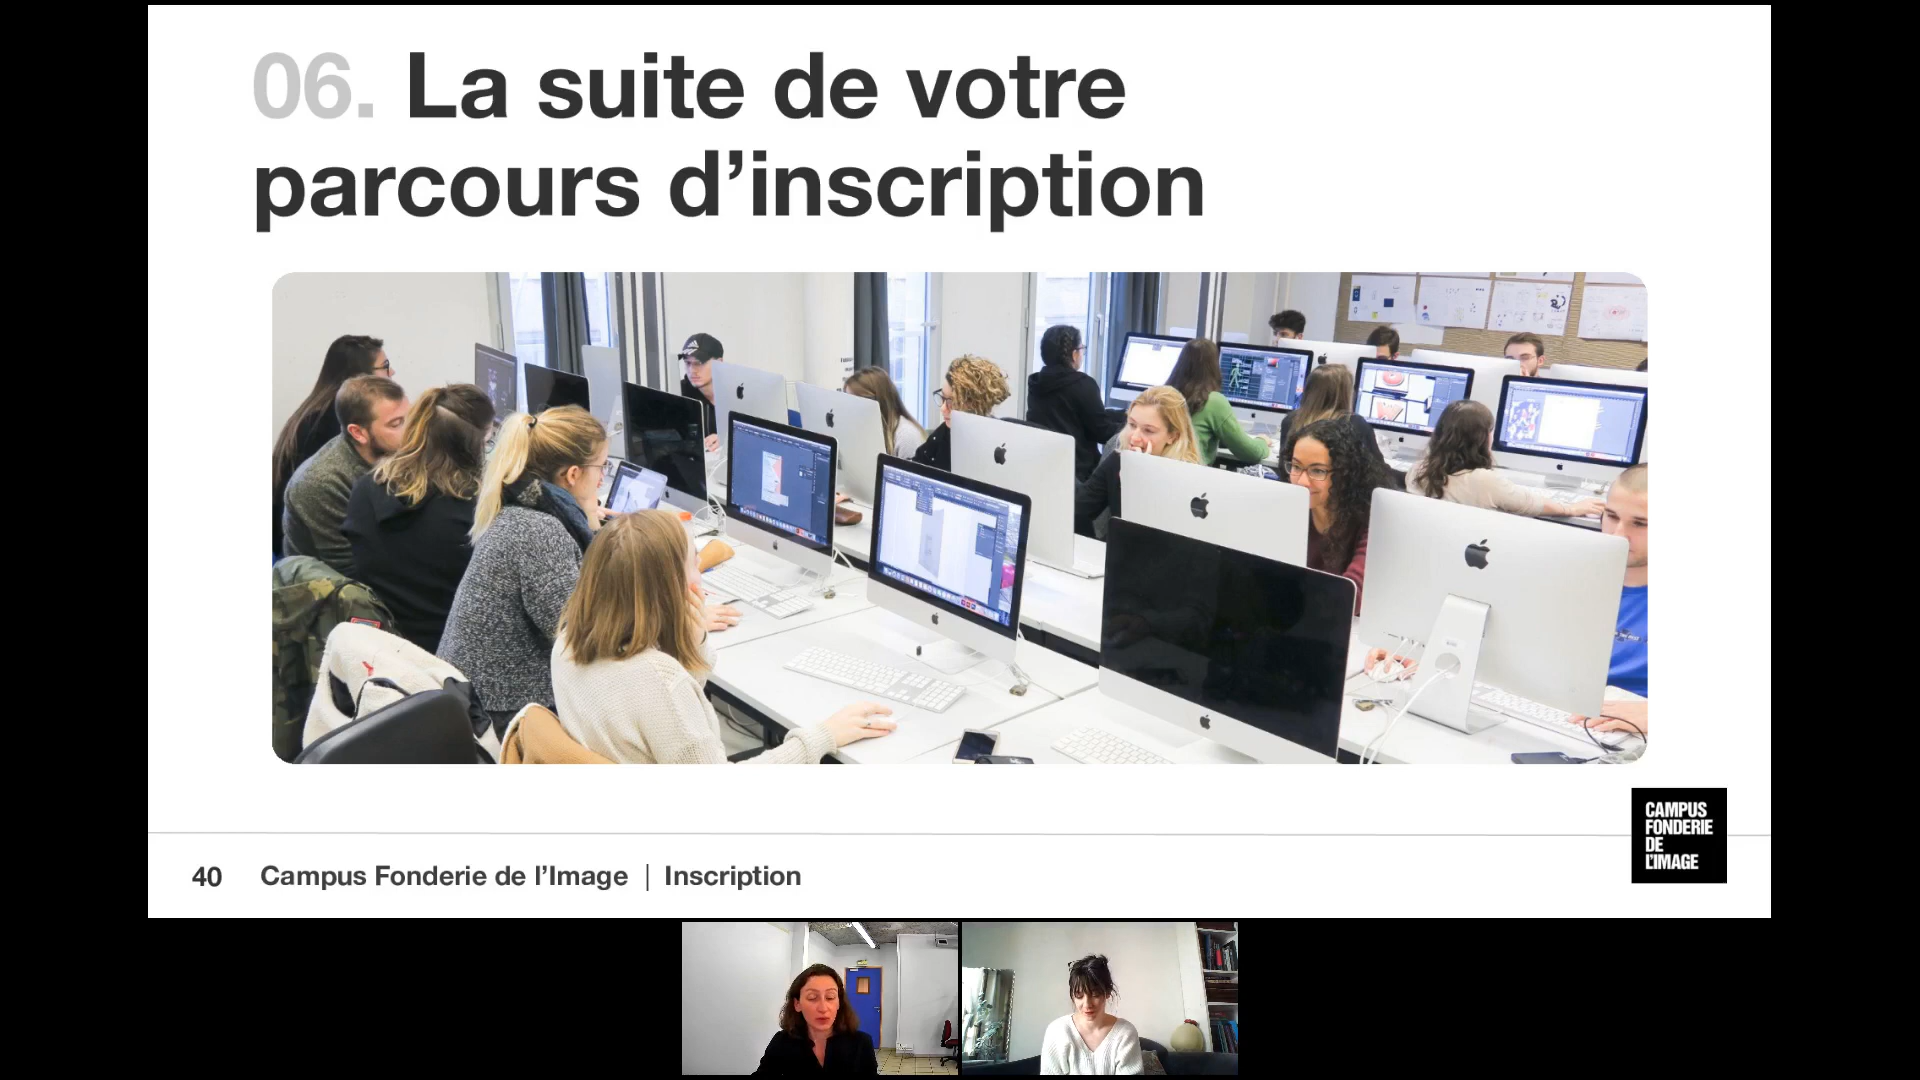 06. La suite de votre
parcours d’inscription
CAMPUS
FONDERIE
DE
L’IMAGE
40 Campus Fonderie de l’Image | Inscription